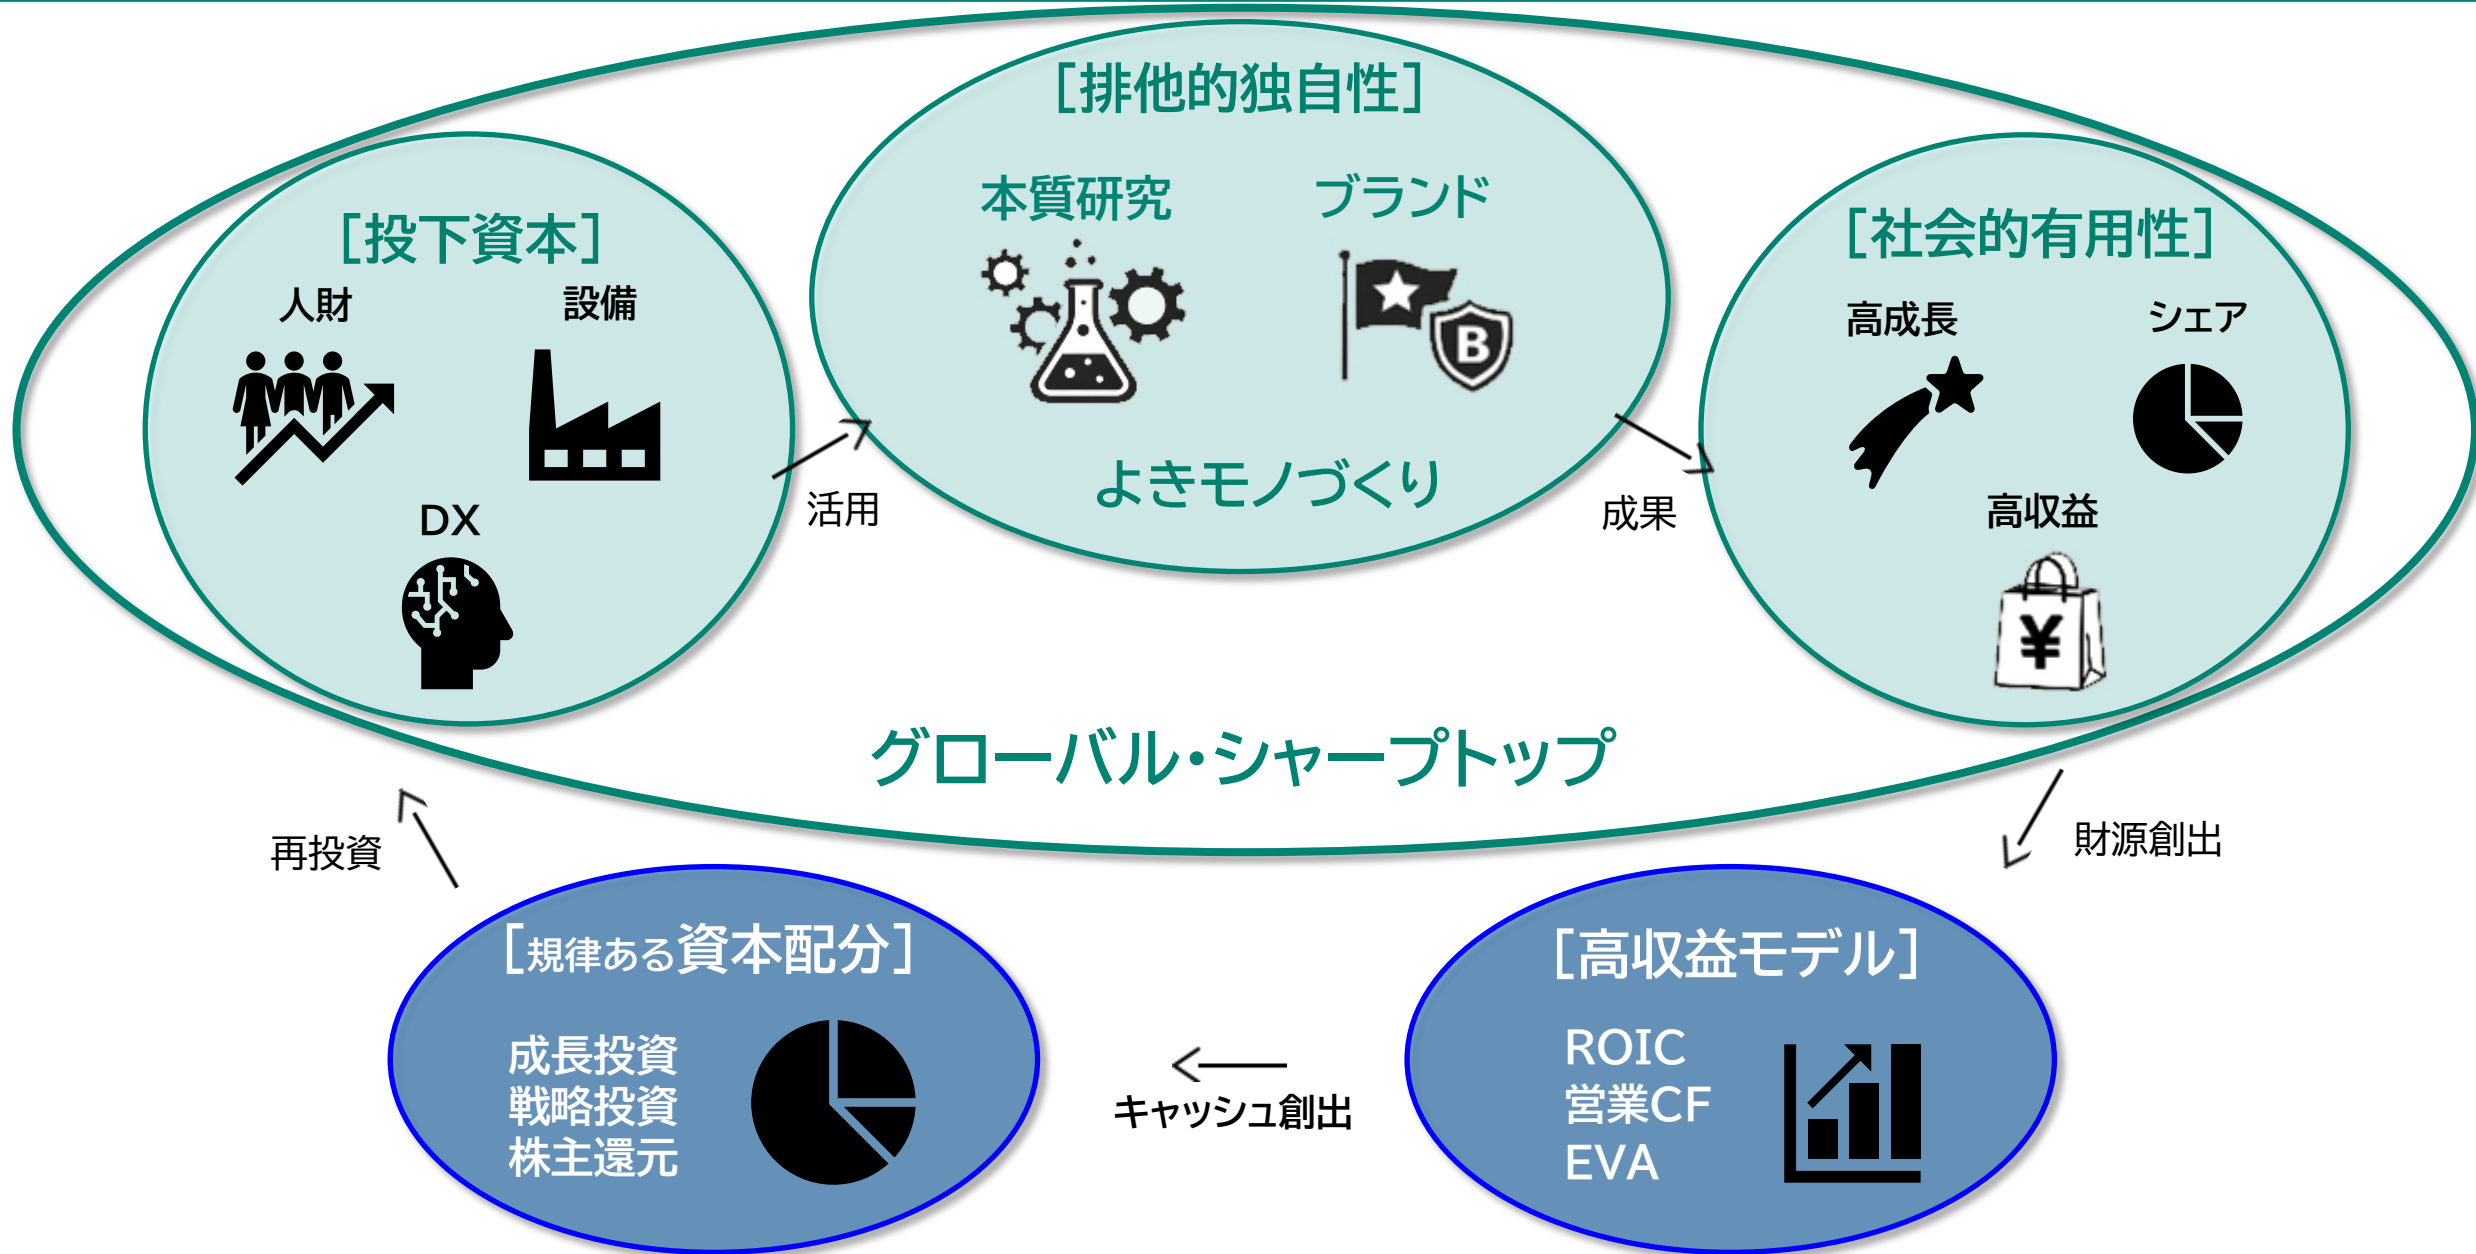 ［排他的独自性］
本質研究
ブランド
よきモノづくり
［投下資本］
人財
設備
DX
活用
成果
［社会的有用性］
高成長
シェア
高収益
¥
B
グローバル・シャープトップ
再投資
財源創出
［規律ある資本配分］
成長投資
戦略投資
株主還元
キャッシュ創出
［高収益モデル］
ROIC
営業CF
EVA